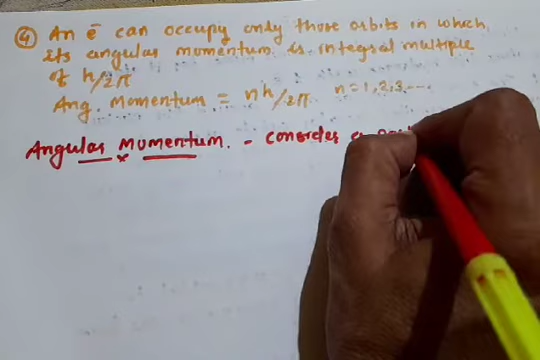 ④ An ē can occupy only those orbits in which
its angular momentum is integral multiple
of h/2π
Ang. Momentum = nh/2π n = 1,2,3....
Angular Momentum. - consider a